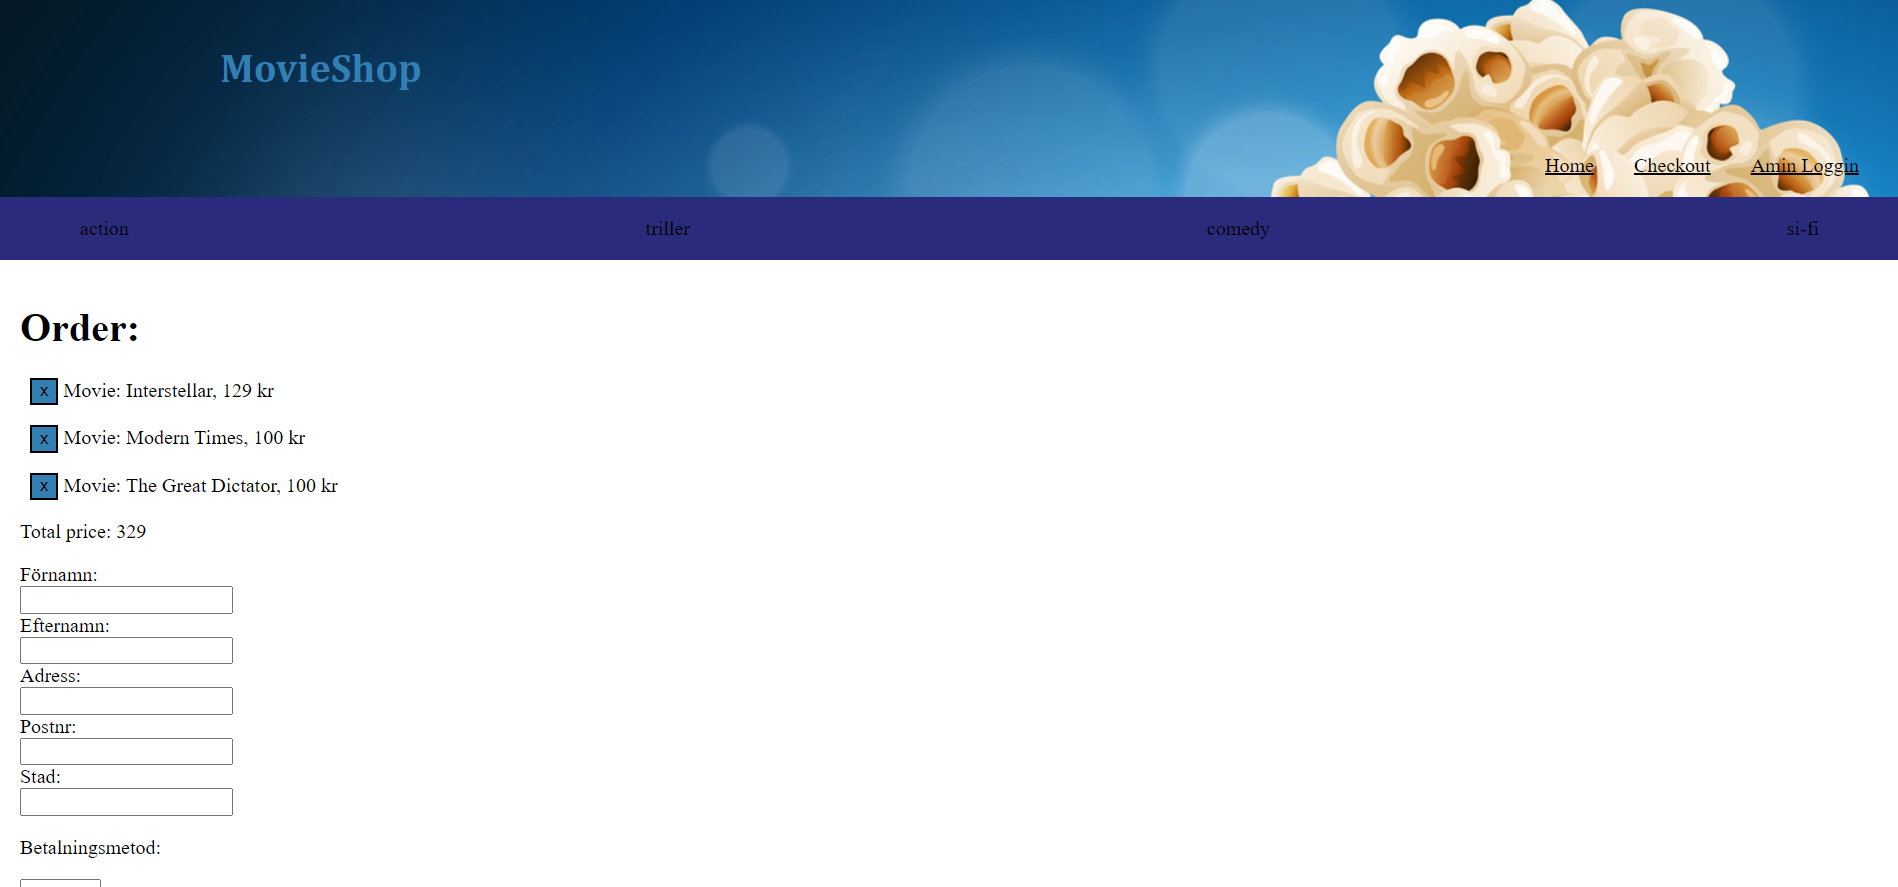 MovieShop
Home Checkout Amin Loggin
action triller comedy si-fi
Order:
x Movie: Interstellar, 129 kr
x Movie: Modern Times, 100 kr
x Movie: The Great Dictator, 100 kr
Total price: 329
Förnamn:
Efternamn:
Adress:
Postnr:
Stad:
Betalningsmetod: